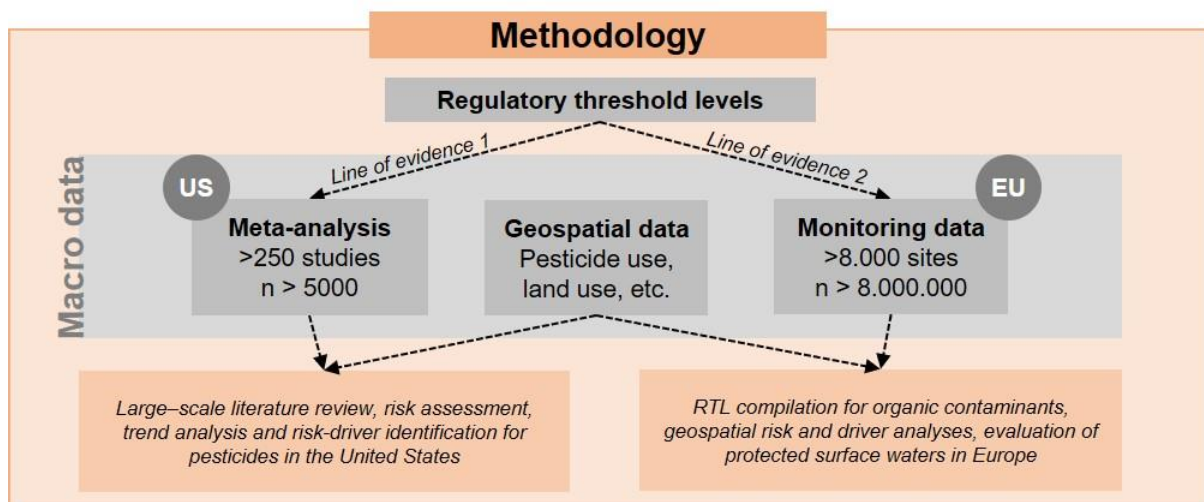 Methodology
Regulatory threshold levels
Line of evidence 1
Line of evidence 2
Macro data
US
EU
Meta-analysis
>250 studies
n > 5000
Geospatial data
Pesticide use,
land use, etc.
Monitoring data
>8.000 sites
n > 8.000.000
Large–scale literature review, risk assessment,
trend analysis and risk-driver identification for
pesticides in the United States
RTL compilation for organic contaminants,
geospatial risk and driver analyses, evaluation of
protected surface waters in Europe